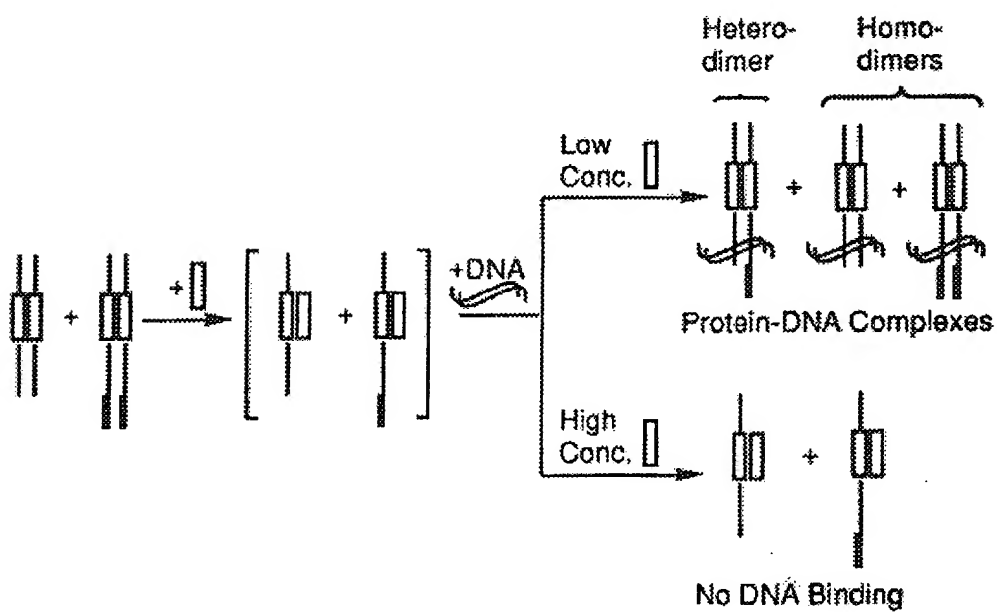 Hetero-
dimer
Homo-
dimers
Low
Conc.
+ +
+ + + +DNA
Protein-DNA Complexes
High
Conc.
+
No DNA Binding